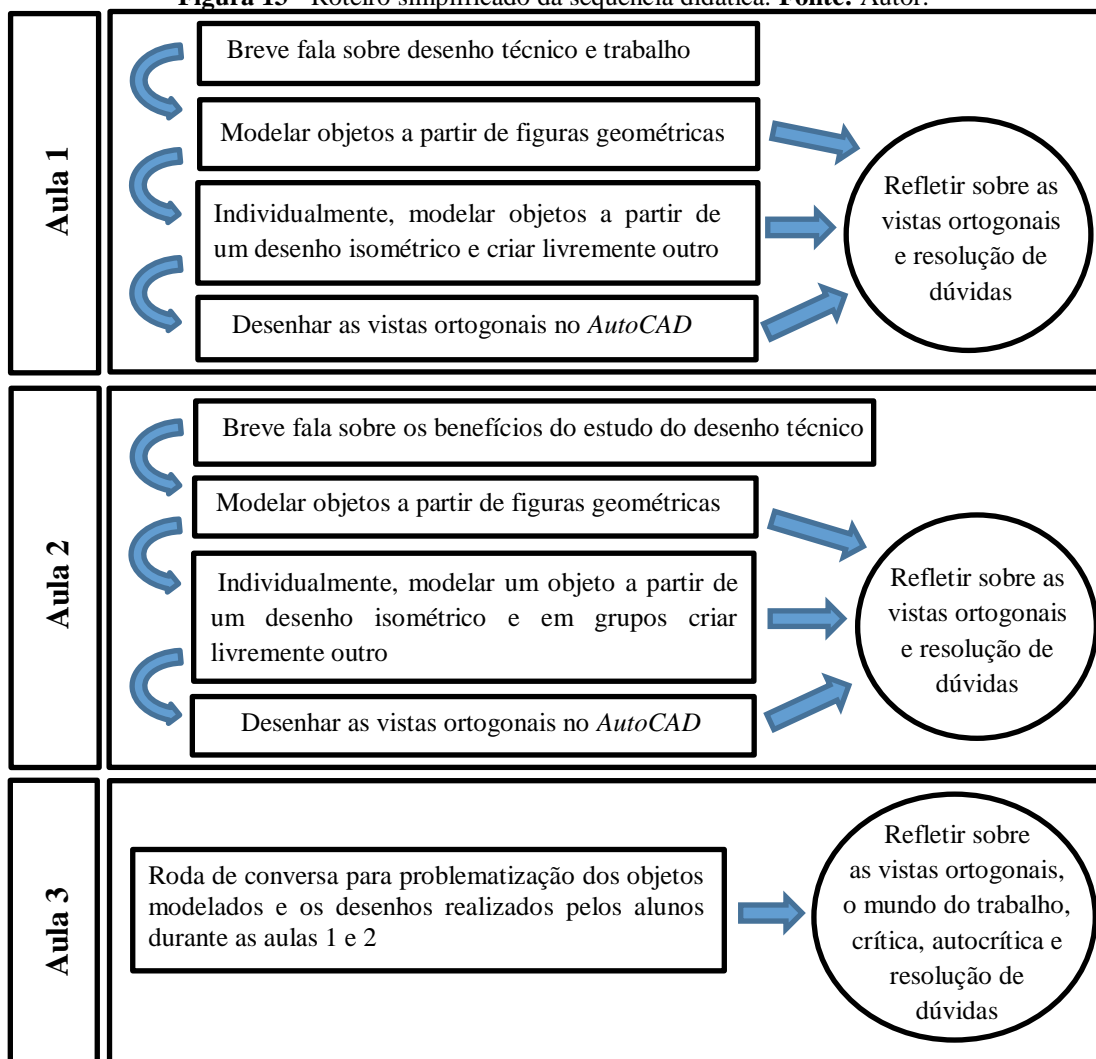 Figura 15 - Roteiro simplificado da sequência didática. Fonte: Autor.
Aula 1
Breve fala sobre desenho técnico e trabalho
Modelar objetos a partir de figuras geométricas
Individualmente, modelar objetos a partir de
um desenho isométrico e criar livremente outro
Desenhar as vistas ortogonais no AutoCAD
Refletir sobre as
vistas ortogonais
e resolução de
dúvidas
Aula 2
Breve fala sobre os benefícios do estudo do desenho técnico
Modelar objetos a partir de figuras geométricas
Individualmente, modelar um objeto a partir de
um desenho isométrico e em grupos criar
livremente outro
Desenhar as vistas ortogonais no AutoCAD
Refletir sobre as
vistas ortogonais
e resolução de
dúvidas
Aula 3
Roda de conversa para problematização dos objetos
modelados e os desenhos realizados pelos alunos
durante as aulas 1 e 2
Refletir sobre
as vistas ortogonais,
o mundo do trabalho,
crítica, autocrítica e
resolução de
dúvidas